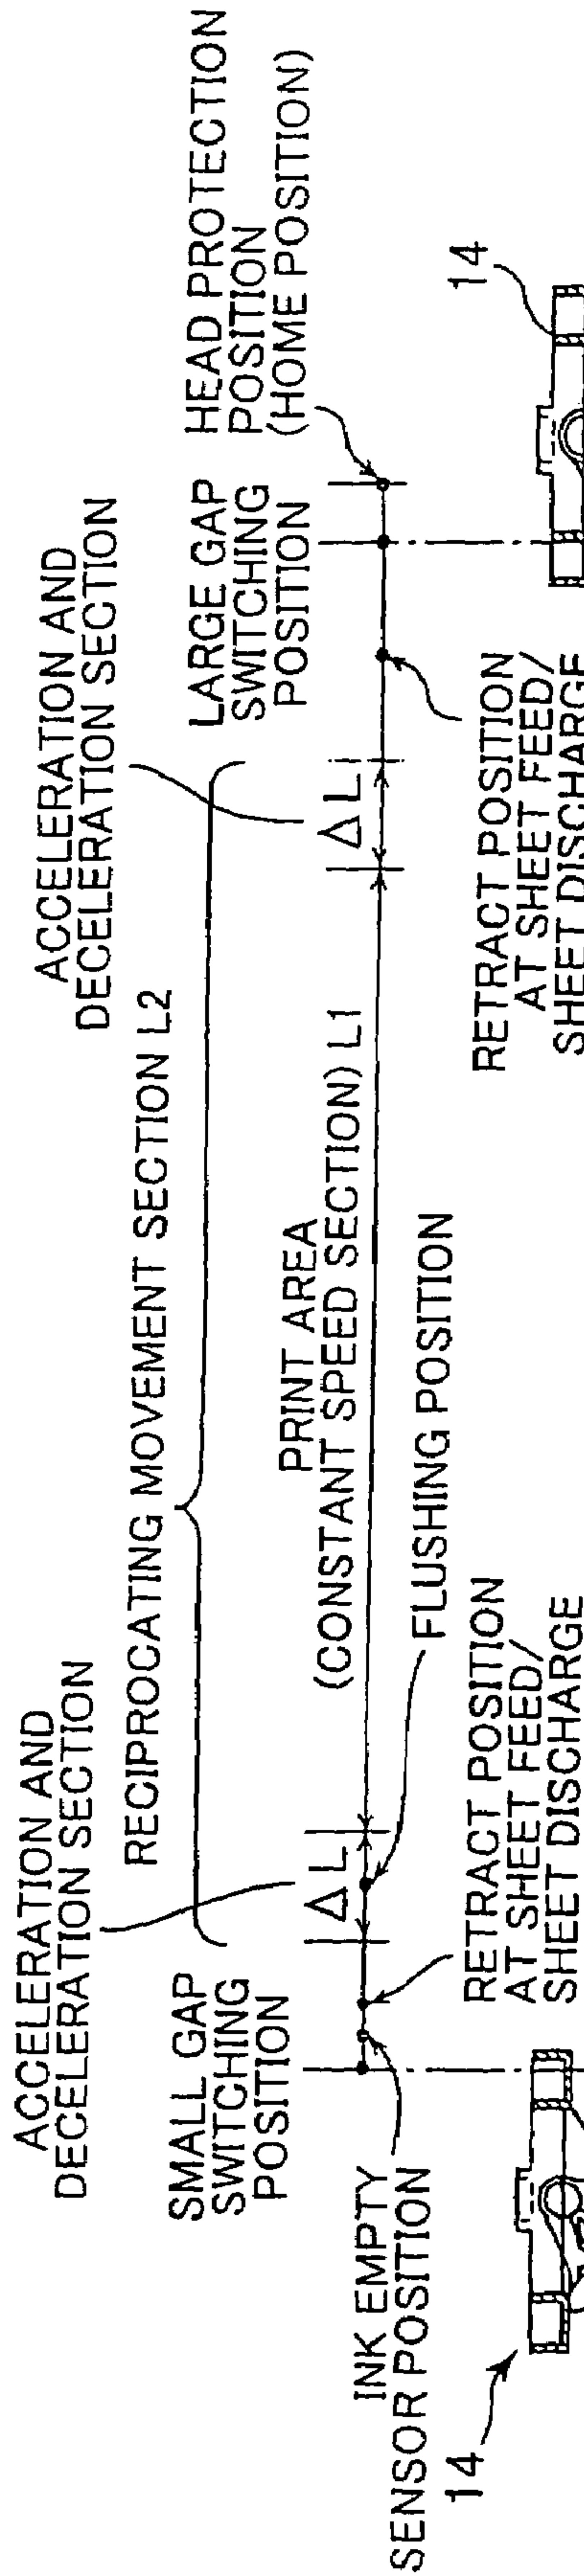 ACCELERATION AND
DECELERATION SECTION
ACCELERATION AND
DECELERATION SECTION
RECIPROCATING MOVEMENT SECTION L2
SMALL GAP
SWITCHING
POSITION
LARGE GAP
SWITCHING
POSITION
HEAD PROTECTION
POSITION
(HOME POSITION)
ΔL
PRINT AREA
(CONSTANT SPEED SECTION) L1
ΔL
INK EMPTY
SENSOR POSITION
FLUSHING POSITION
RETRACT POSITION
AT SHEET FEED/
SHEET DISCHARGE
RETRACT POSITION
AT SHEET FEED/
SHEET DISCHARGE
14
14